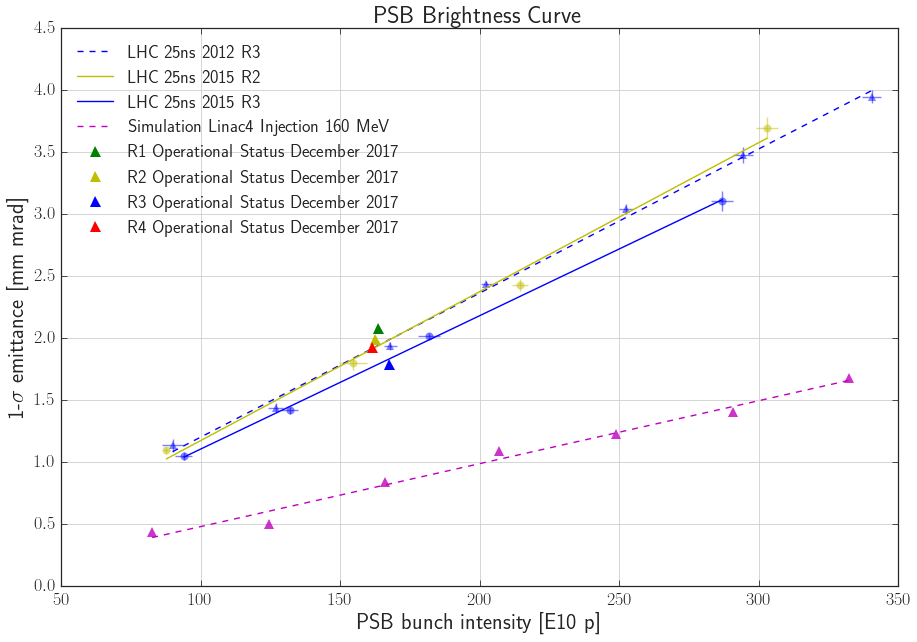 PSB Brightness Curve
4.5
4.0
3.5
3.0
2.5
2.0
1.5
1.0
0.5
0.0
1-σ emittance [mm mrad]
LHC 25ns 2012 R3
LHC 25ns 2015 R2
LHC 25ns 2015 R3
Simulation Linac4 Injection 160 MeV
R1 Operational Status December 2017
R2 Operational Status December 2017
R3 Operational Status December 2017
R4 Operational Status December 2017
50 100 150 200 250 300 350
PSB bunch intensity [E10 p]